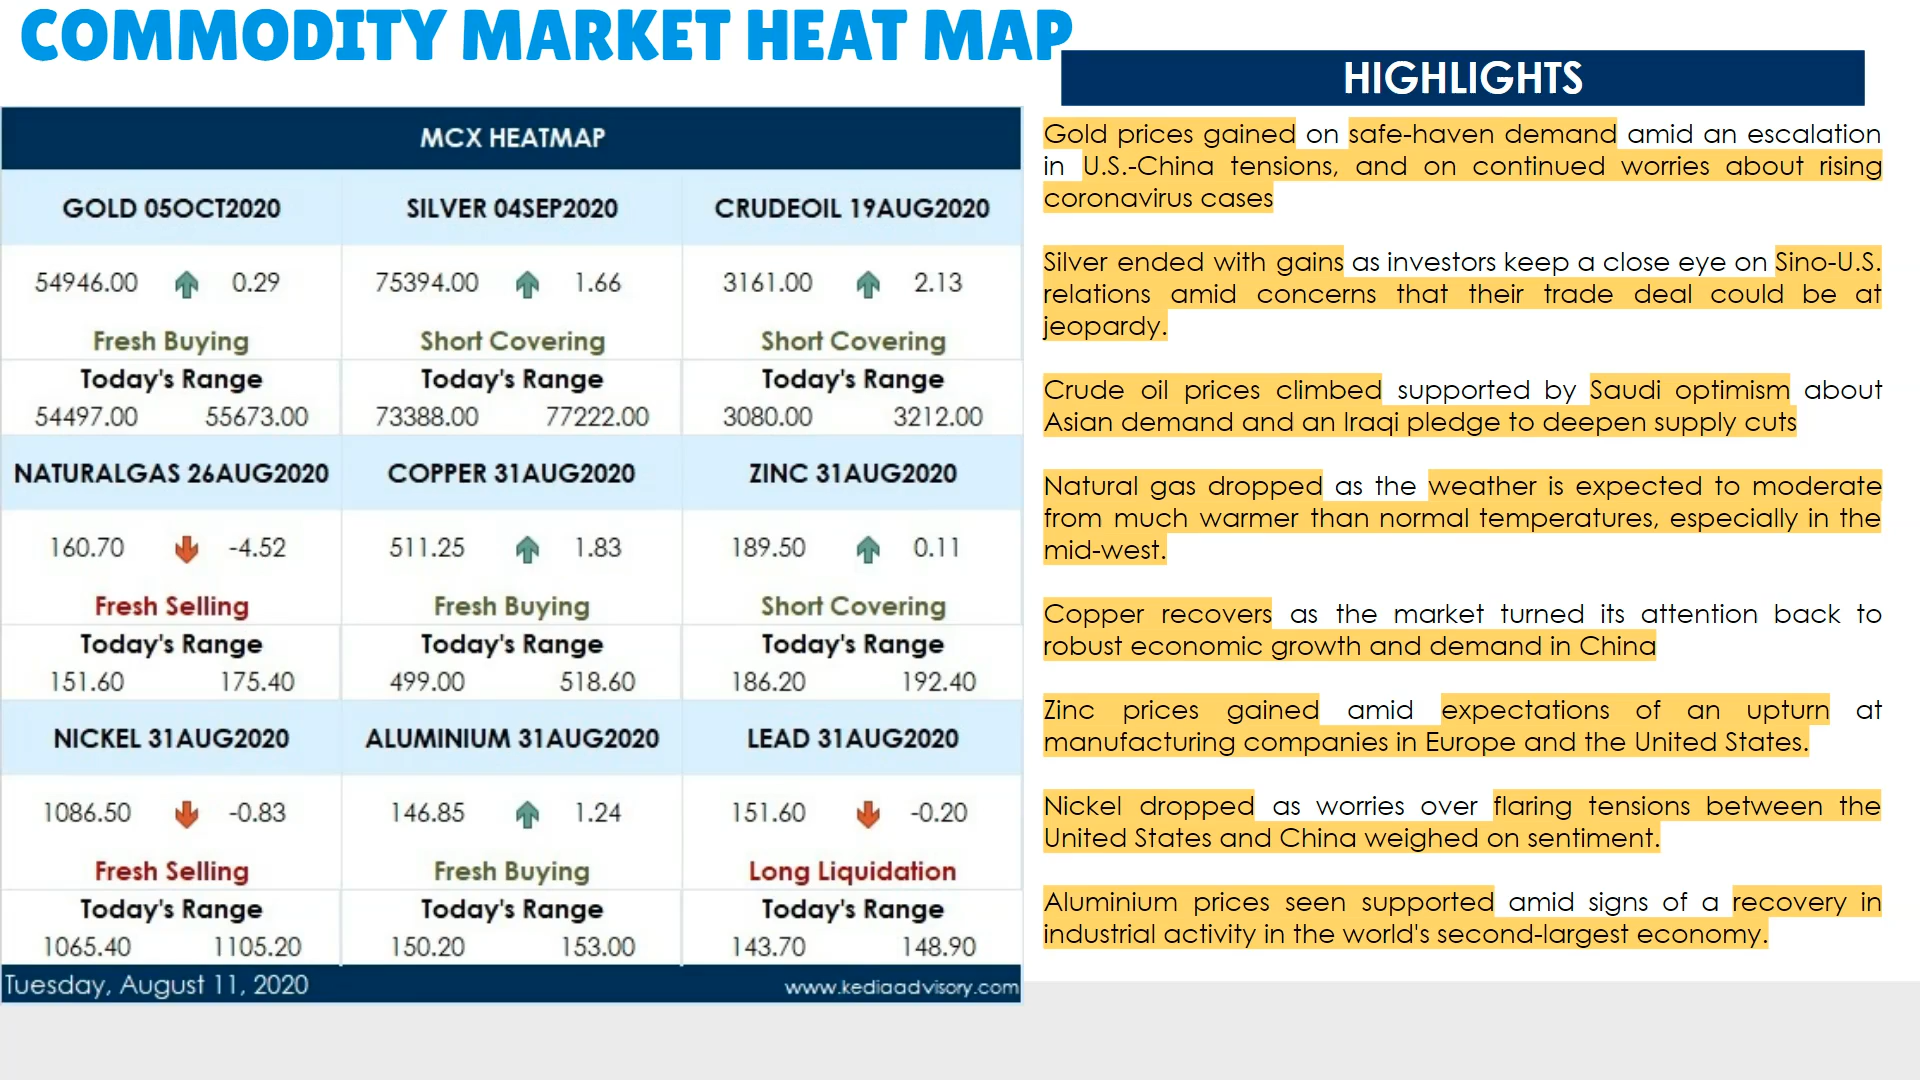 COMMODITY MARKET HEAT MAP
MCX HEATMAP
GOLD 05OCT2020 SILVER 04SEP2020 CRUDEOIL 19AUG2020
54946.00 0.29 75394.00 1.66 3161.00 2.13
Fresh Buying Short Covering Short Covering
Today's Range Today's Range Today's Range
54497.00 55673.00 73388.00 77222.00 3080.00 3212.00
NATURALGAS 26AUG2020 COPPER 31AUG2020 ZINC 31AUG2020
160.70 -4.52 511.25 1.83 189.50 0.11
Fresh Selling Fresh Buying Short Covering
Today's Range Today's Range Today's Range
151.60 175.40 499.00 518.60 186.20 192.40
NICKEL 31AUG2020 ALUMINIUM 31AUG2020 LEAD 31AUG2020
1086.50 -0.83 146.85 1.24 151.60 -0.20
Fresh Selling Fresh Buying Long Liquidation
Today's Range Today's Range Today's Range
1065.40 1105.20 150.20 153.00 143.70 148.90
Tuesday, August 11, 2020 www.kediaadvisory.com
HIGHLIGHTS
Gold prices gained on safe-haven demand amid an escalation
in U.S.-China tensions, and on continued worries about rising
coronavirus cases
Silver ended with gains as investors keep a close eye on Sino-U.S.
relations amid concerns that their trade deal could be at
jeopardy.
Crude oil prices climbed supported by Saudi optimism about
Asian demand and an Iraqi pledge to deepen supply cuts
Natural gas dropped as the weather is expected to moderate
from much warmer than normal temperatures, especially in the
mid-west.
Copper recovers as the market turned its attention back to
robust economic growth and demand in China
Zinc prices gained amid expectations of an upturn at
manufacturing companies in Europe and the United States.
Nickel dropped as worries over flaring tensions between the
United States and China weighed on sentiment.
Aluminium prices seen supported amid signs of a recovery in
industrial activity in the world's second-largest economy.